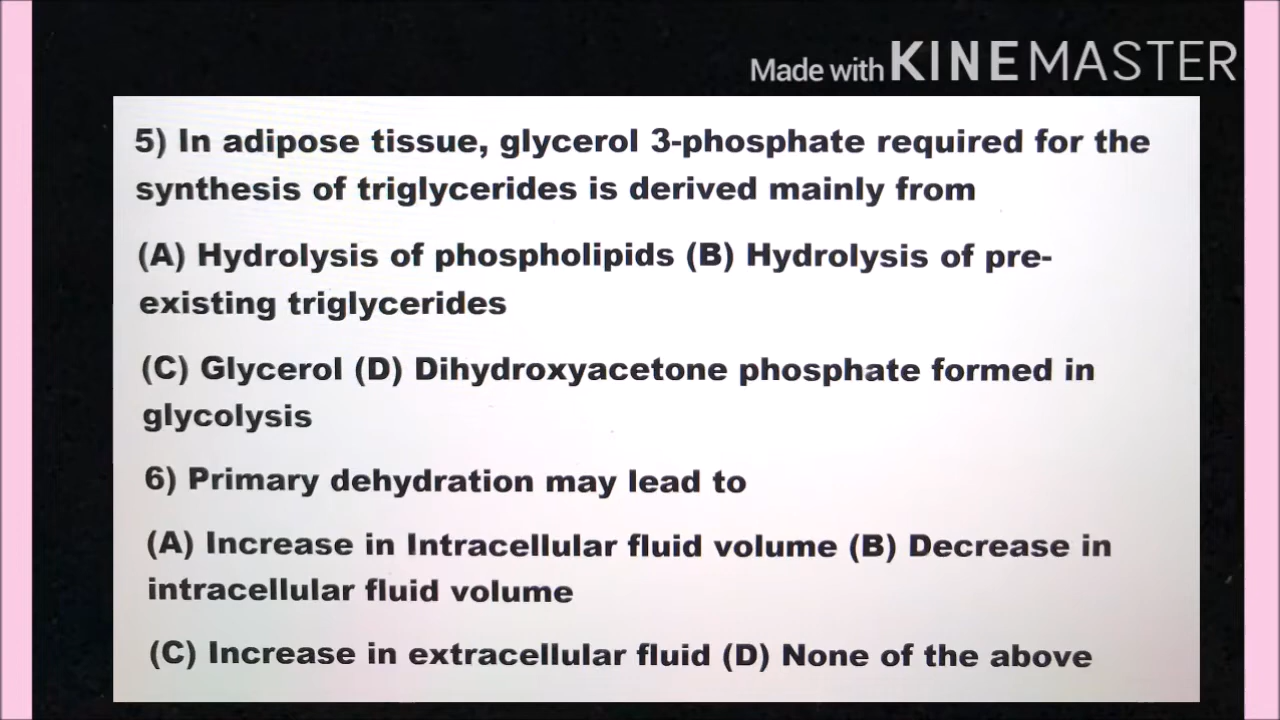 Made with KINEMASTER
5) In adipose tissue, glycerol 3-phosphate required for the
synthesis of triglycerides is derived mainly from
(A) Hydrolysis of phospholipids (B) Hydrolysis of pre-
existing triglycerides
(C) Glycerol (D) Dihydroxyacetone phosphate formed in
glycolysis
6) Primary dehydration may lead to
(A) Increase in Intracellular fluid volume (B) Decrease in
intracellular fluid volume
(C) Increase in extracellular fluid (D) None of the above